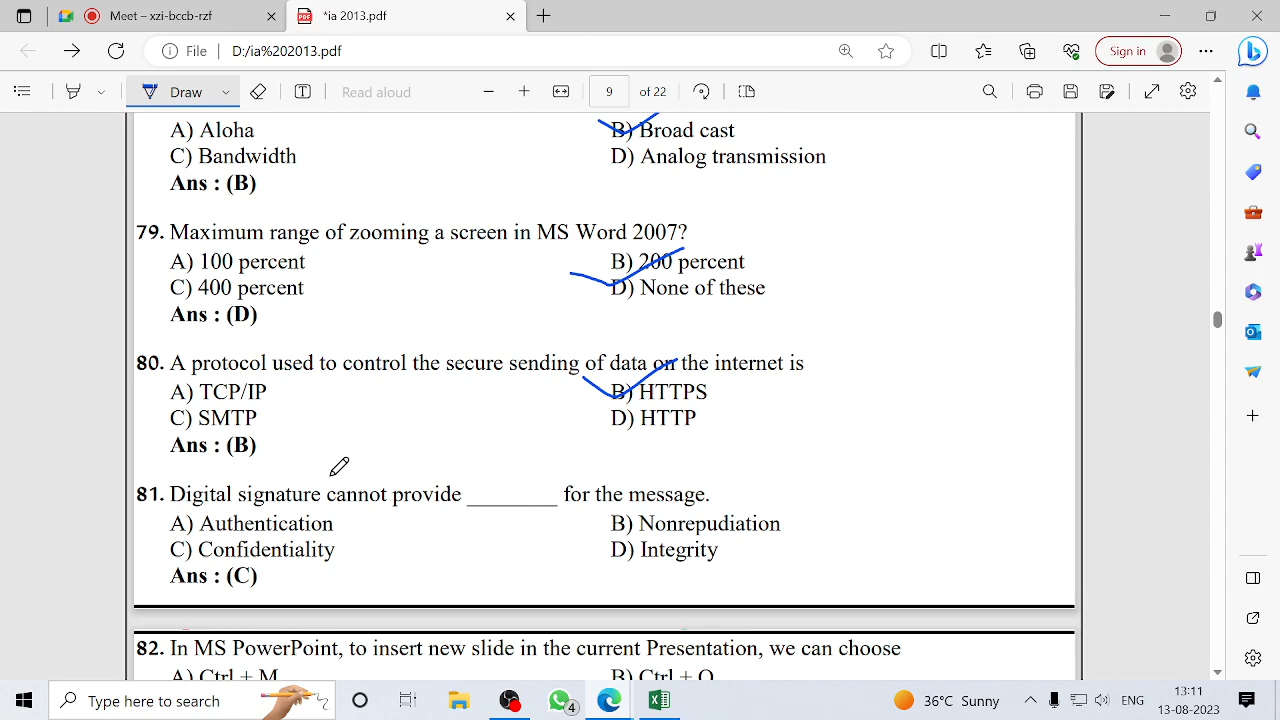 Meet – xzi-bccb-rzf
*ia 2013.pdf
File
D:/ia%202013.pdf
Sign in
Draw
Read aloud
9
of 22
A) Aloha
B) Broad cast
C) Bandwidth
D) Analog transmission
Ans : (B)
79. Maximum range of zooming a screen in MS Word 2007?
A) 100 percent
B) 200 percent
C) 400 percent
D) None of these
Ans : (D)
80. A protocol used to control the secure sending of data on the internet is
A) TCP/IP
B) HTTPS
C) SMTP
D) HTTP
Ans : (B)
81. Digital signature cannot provide _________ for the message.
A) Authentication
B) Nonrepudiation
C) Confidentiality
D) Integrity
Ans : (C)
82. In MS PowerPoint, to insert new slide in the current Presentation, we can choose
A) Ctrl + M
B) Ctrl + O
Type here to search
4
36°C Sunny
ENG
13:11
13-08-2023